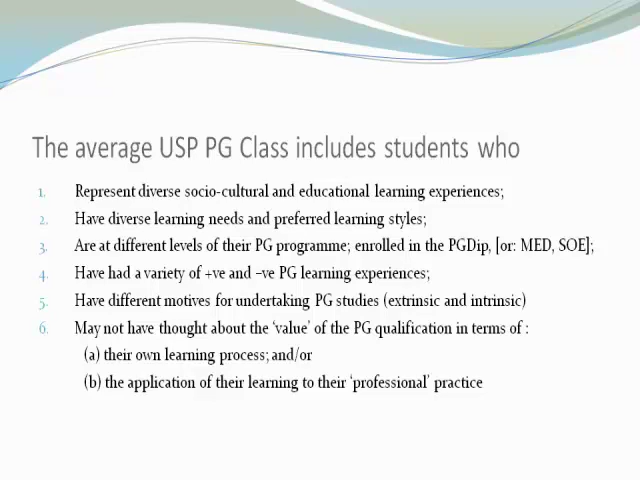 The average USP PG Class includes students who
1. Represent diverse socio-cultural and educational learning experiences;
2. Have diverse learning needs and preferred learning styles;
3. Are at different levels of their PG programme; enrolled in the PGDip, [or: MED, SOE];
4. Have had a variety of +ve and –ve PG learning experiences;
5. Have different motives for undertaking PG studies (extrinsic and intrinsic)
6. May not have thought about the ‘value’ of the PG qualification in terms of :
(a) their own learning process; and/or
(b) the application of their learning to their ‘professional’ practice